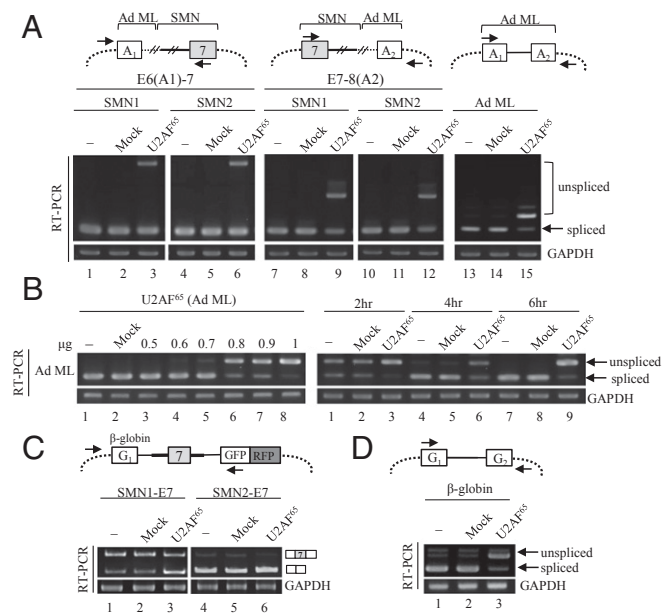 A
Ad ML SMN SMN Ad ML Ad ML
A1 7 7 A2 A1 A2
E6(A1)-7 E7-8(A2)
SMN1 SMN2 SMN1 SMN2 Ad ML
– Mock U2AF65 – Mock U2AF65 – Mock U2AF65 – Mock U2AF65 – Mock U2AF65
RT-PCR
unspliced
spliced
GAPDH
1 2 3 4 5 6 7 8 9 10 11 12 13 14 15
B
U2AF65 (Ad ML) 2hr 4hr 6hr
μg – Mock 0.5 0.6 0.7 0.8 0.9 1 – Mock U2AF65 – Mock U2AF65 – Mock U2AF65
RT-PCR
Ad ML
unspliced
spliced
GAPDH
1 2 3 4 5 6 7 8 1 2 3 4 5 6 7 8 9
C
β-globin
G1 7 GFP RFP
SMN1-E7 SMN2-E7
– Mock U2AF65 – Mock U2AF65
RT-PCR
7
GAPDH
1 2 3 4 5 6
D
G1 G2
β-globin
– Mock U2AF65
RT-PCR
unspliced
spliced
GAPDH
1 2 3